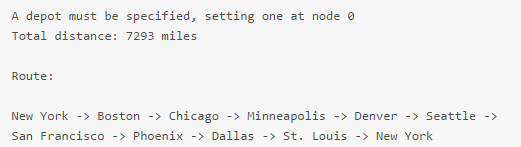 A depot must be specified, setting one at node 0
Total distance: 7293 miles
Route:
New York -> Boston -> Chicago -> Minneapolis -> Denver -> Seattle ->
San Francisco -> Phoenix -> Dallas -> St. Louis -> New York